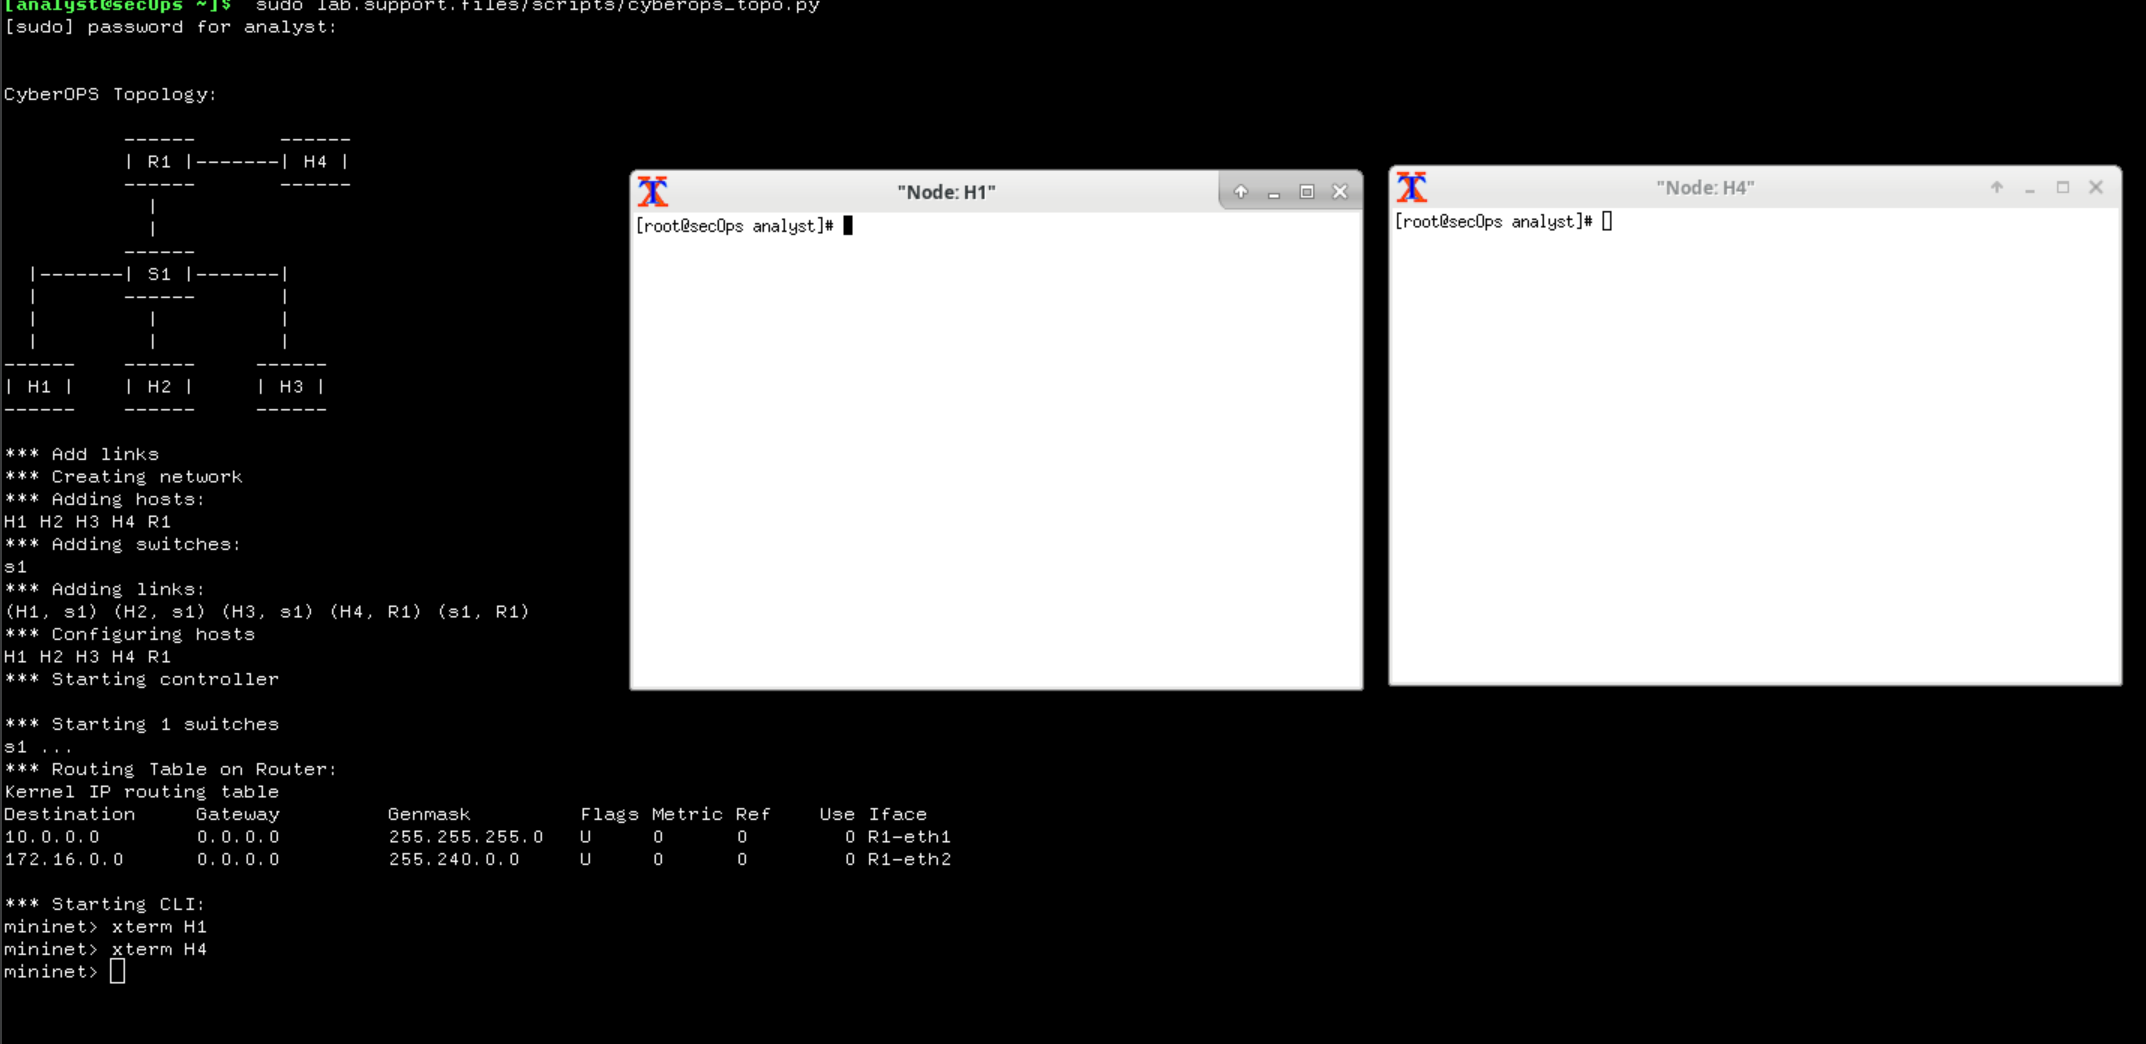 [analyst@secOps ~]$  sudo lab.support.files/scripts/cyberops_topo.py
[sudo] password for analyst:
CyberOPS Topology:
          ------       ------
          | R1 |-------| H4 |
          ------       ------
            |
            |
          ------
  |-------| S1 |-------|
  |       ------       |
  |         |          |
  |         |          |
------    ------     ------
| H1 |    | H2 |     | H3 |
------    ------     ------
*** Add links
*** Creating network
*** Adding hosts:
H1 H2 H3 H4 R1
*** Adding switches:
s1
*** Adding links:
(H1, s1) (H2, s1) (H3, s1) (H4, R1) (s1, R1)
*** Configuring hosts
H1 H2 H3 H4 R1
*** Starting controller
*** Starting 1 switches
s1 ...
*** Routing Table on Router:
Kernel IP routing table
Destination     Gateway         Genmask         Flags Metric Ref    Use Iface
10.0.0.0        0.0.0.0         255.255.255.0   U     0      0        0 R1-eth1
172.16.0.0      0.0.0.0         255.240.0.0     U     0      0        0 R1-eth2
*** Starting CLI:
mininet> xterm H1
mininet> xterm H4
mininet>
"Node: H1"
[root@secOps analyst]#
"Node: H4"
[root@secOps analyst]#